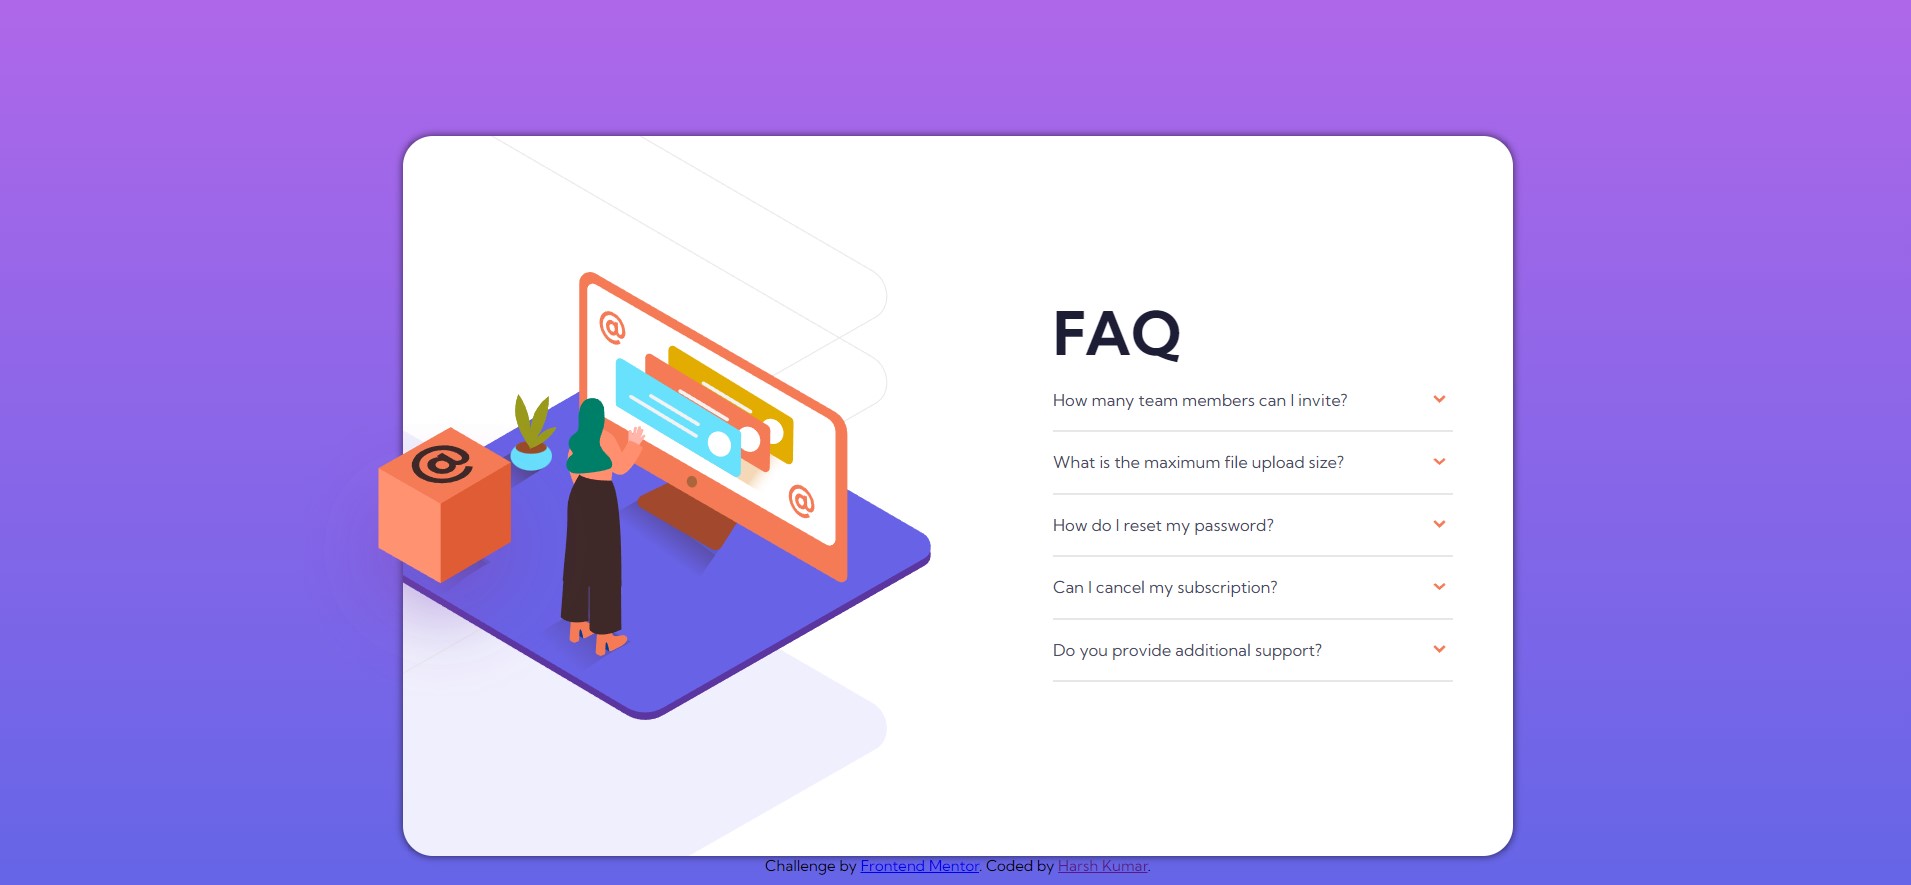 @
@
@
FAQ
How many team members can I invite?
What is the maximum file upload size?
How do I reset my password?
Can I cancel my subscription?
Do you provide additional support?
Challenge by Frontend Mentor. Coded by Harsh Kumar.